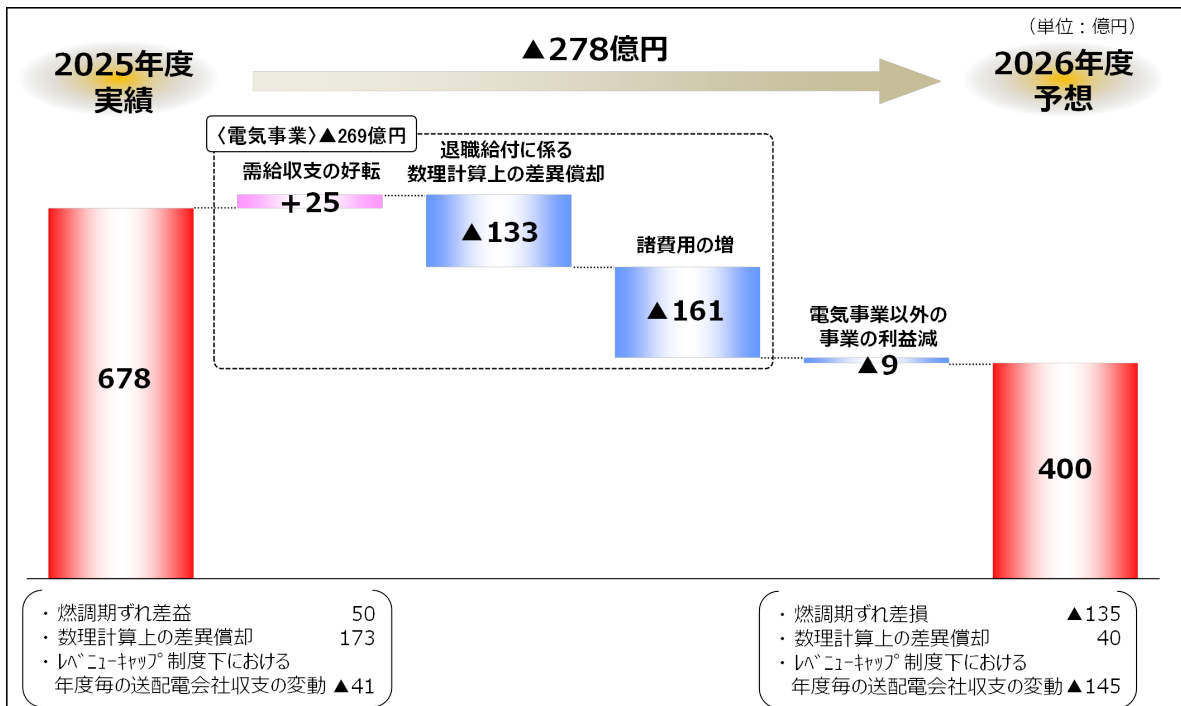 (単位：億円)
2025年度
実績
▲278億円
2026年度
予想
〈電気事業〉▲269億円
需給収支の好転
+25
退職給付に係る
数理計算上の差異償却
▲133
諸費用の増
▲161
電気事業以外の
事業の利益減
▲9
678
400
・燃調期ずれ差益 50
・数理計算上の差異償却 173
・ﾚﾍﾞﾆｭｰｷｬｯﾌﾟ制度下における
年度毎の送配電会社収支の変動 ▲41
・燃調期ずれ差損 ▲135
・数理計算上の差異償却 40
・ﾚﾍﾞﾆｭｰｷｬｯﾌﾟ制度下における
年度毎の送配電会社収支の変動 ▲145